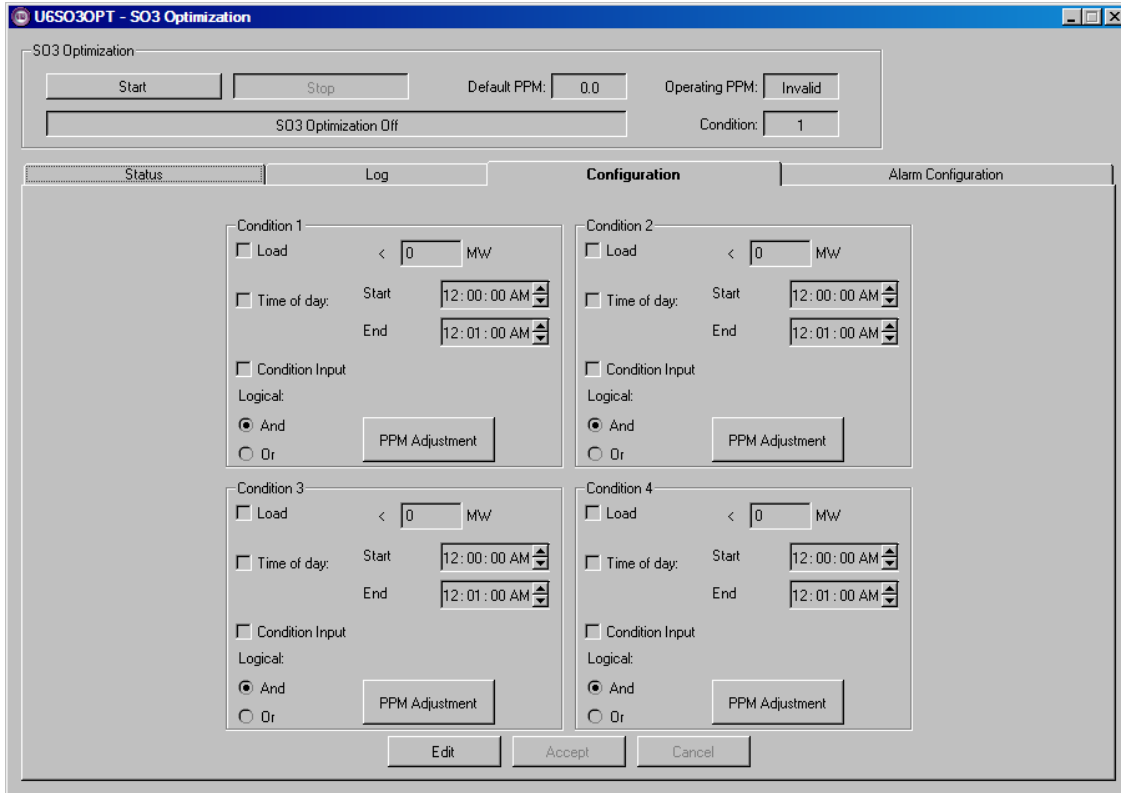 U6SO3OPT - SO3 Optimization
SO3 Optimization
Start Stop Default PPM: 0.0 Operating PPM: Invalid
SO3 Optimization Off Condition: 1
Status Log Configuration Alarm Configuration
Condition 1
Load < 0 MW
Time of day: Start 12:00:00 AM
End 12:01:00 AM
Condition Input
Logical:
And
Or
PPM Adjustment
Condition 2
Load < 0 MW
Time of day: Start 12:00:00 AM
End 12:01:00 AM
Condition Input
Logical:
And
Or
PPM Adjustment
Condition 3
Load < 0 MW
Time of day: Start 12:00:00 AM
End 12:01:00 AM
Condition Input
Logical:
And
Or
PPM Adjustment
Condition 4
Load < 0 MW
Time of day: Start 12:00:00 AM
End 12:01:00 AM
Condition Input
Logical:
And
Or
PPM Adjustment
Edit Accept Cancel